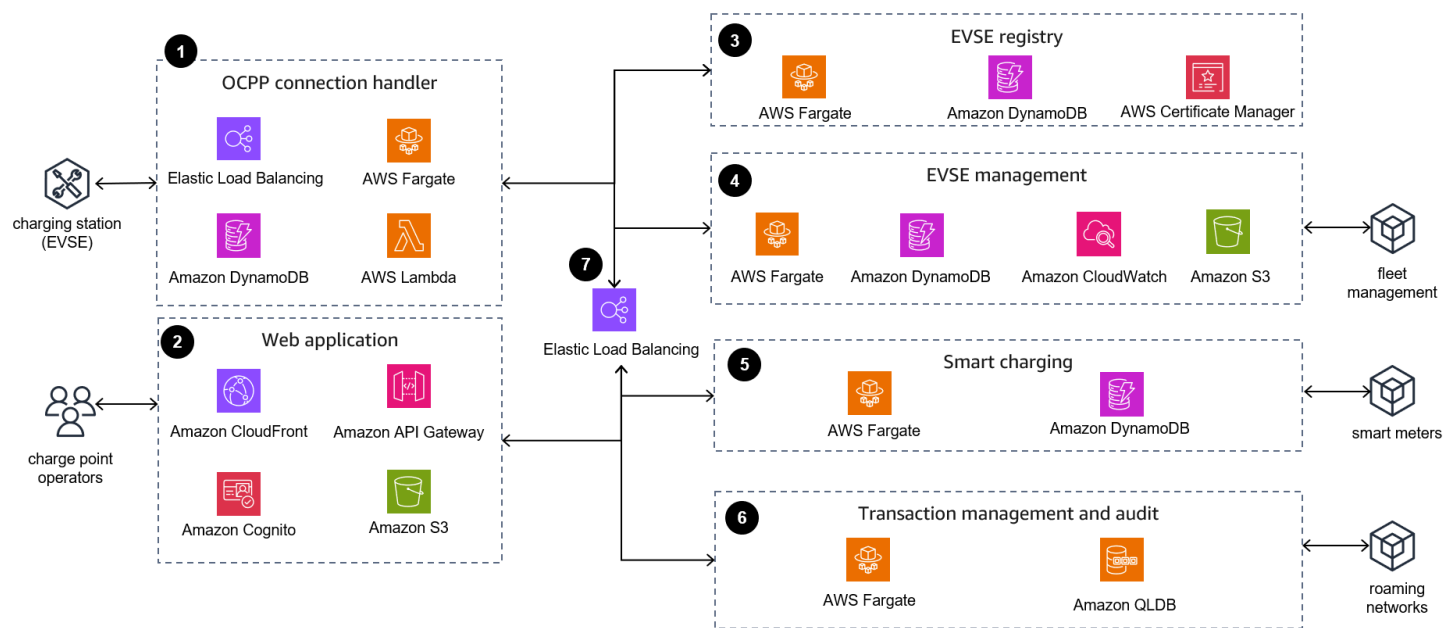 1
OCPP connection handler
Elastic Load Balancing
AWS Fargate
Amazon DynamoDB
AWS Lambda
charging station
(EVSE)
2
Web application
Amazon CloudFront
Amazon API Gateway
Amazon Cognito
Amazon S3
charge point
operators
7
Elastic Load Balancing
3
EVSE registry
AWS Fargate
Amazon DynamoDB
AWS Certificate Manager
4
EVSE management
AWS Fargate
Amazon DynamoDB
Amazon CloudWatch
Amazon S3
fleet
management
5
Smart charging
AWS Fargate
Amazon DynamoDB
smart meters
6
Transaction management and audit
AWS Fargate
Amazon QLDB
roaming
networks